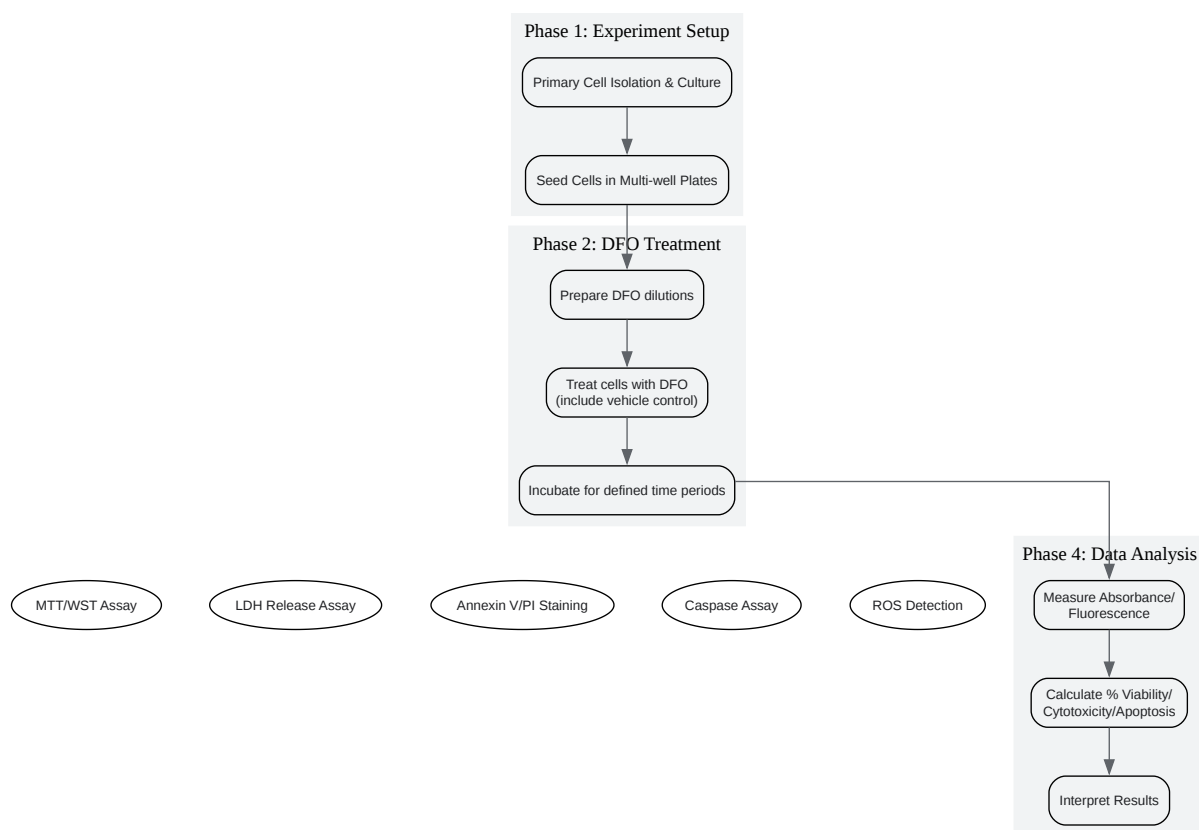 Phase 1: Experiment Setup
Primary Cell Isolation & Culture
Seed Cells in Multi-well Plates
Phase 2: DFO Treatment
Prepare DFO dilutions
Treat cells with DFO
(include vehicle control)
Incubate for defined time periods
Phase 4: Data Analysis
MTT/WST Assay
LDH Release Assay
Annexin V/PI Staining
Caspase Assay
ROS Detection
Measure Absorbance/
Fluorescence
Calculate % Viability/
Cytotoxicity/Apoptosis
Interpret Results